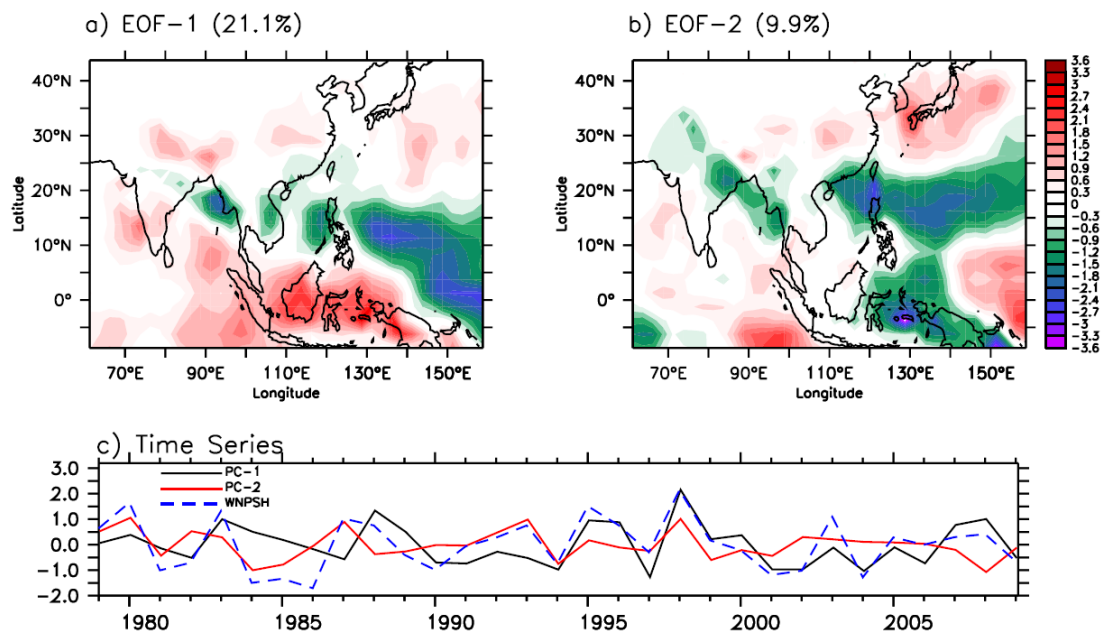 a) EOF-1 (21.1%)
b) EOF-2 (9.9%)
40°N
30°N
20°N
10°N
0°
Latitude
70°E 90°E 110°E 130°E 150°E
Longitude
40°N
30°N
20°N
10°N
0°
Latitude
70°E 90°E 110°E 130°E 150°E
Longitude
3.6
3.3
3
2.7
2.4
2.1
1.8
1.5
1.2
0.9
0.6
0.3
0
-0.3
-0.6
-0.9
-1.2
-1.5
-1.8
-2.1
-2.4
-2.7
-3
-3.3
-3.6
c) Time Series
PC-1
PC-2
WNPSH
3.0
2.0
1.0
0.0
-1.0
-2.0
1980 1985 1990 1995 2000 2005